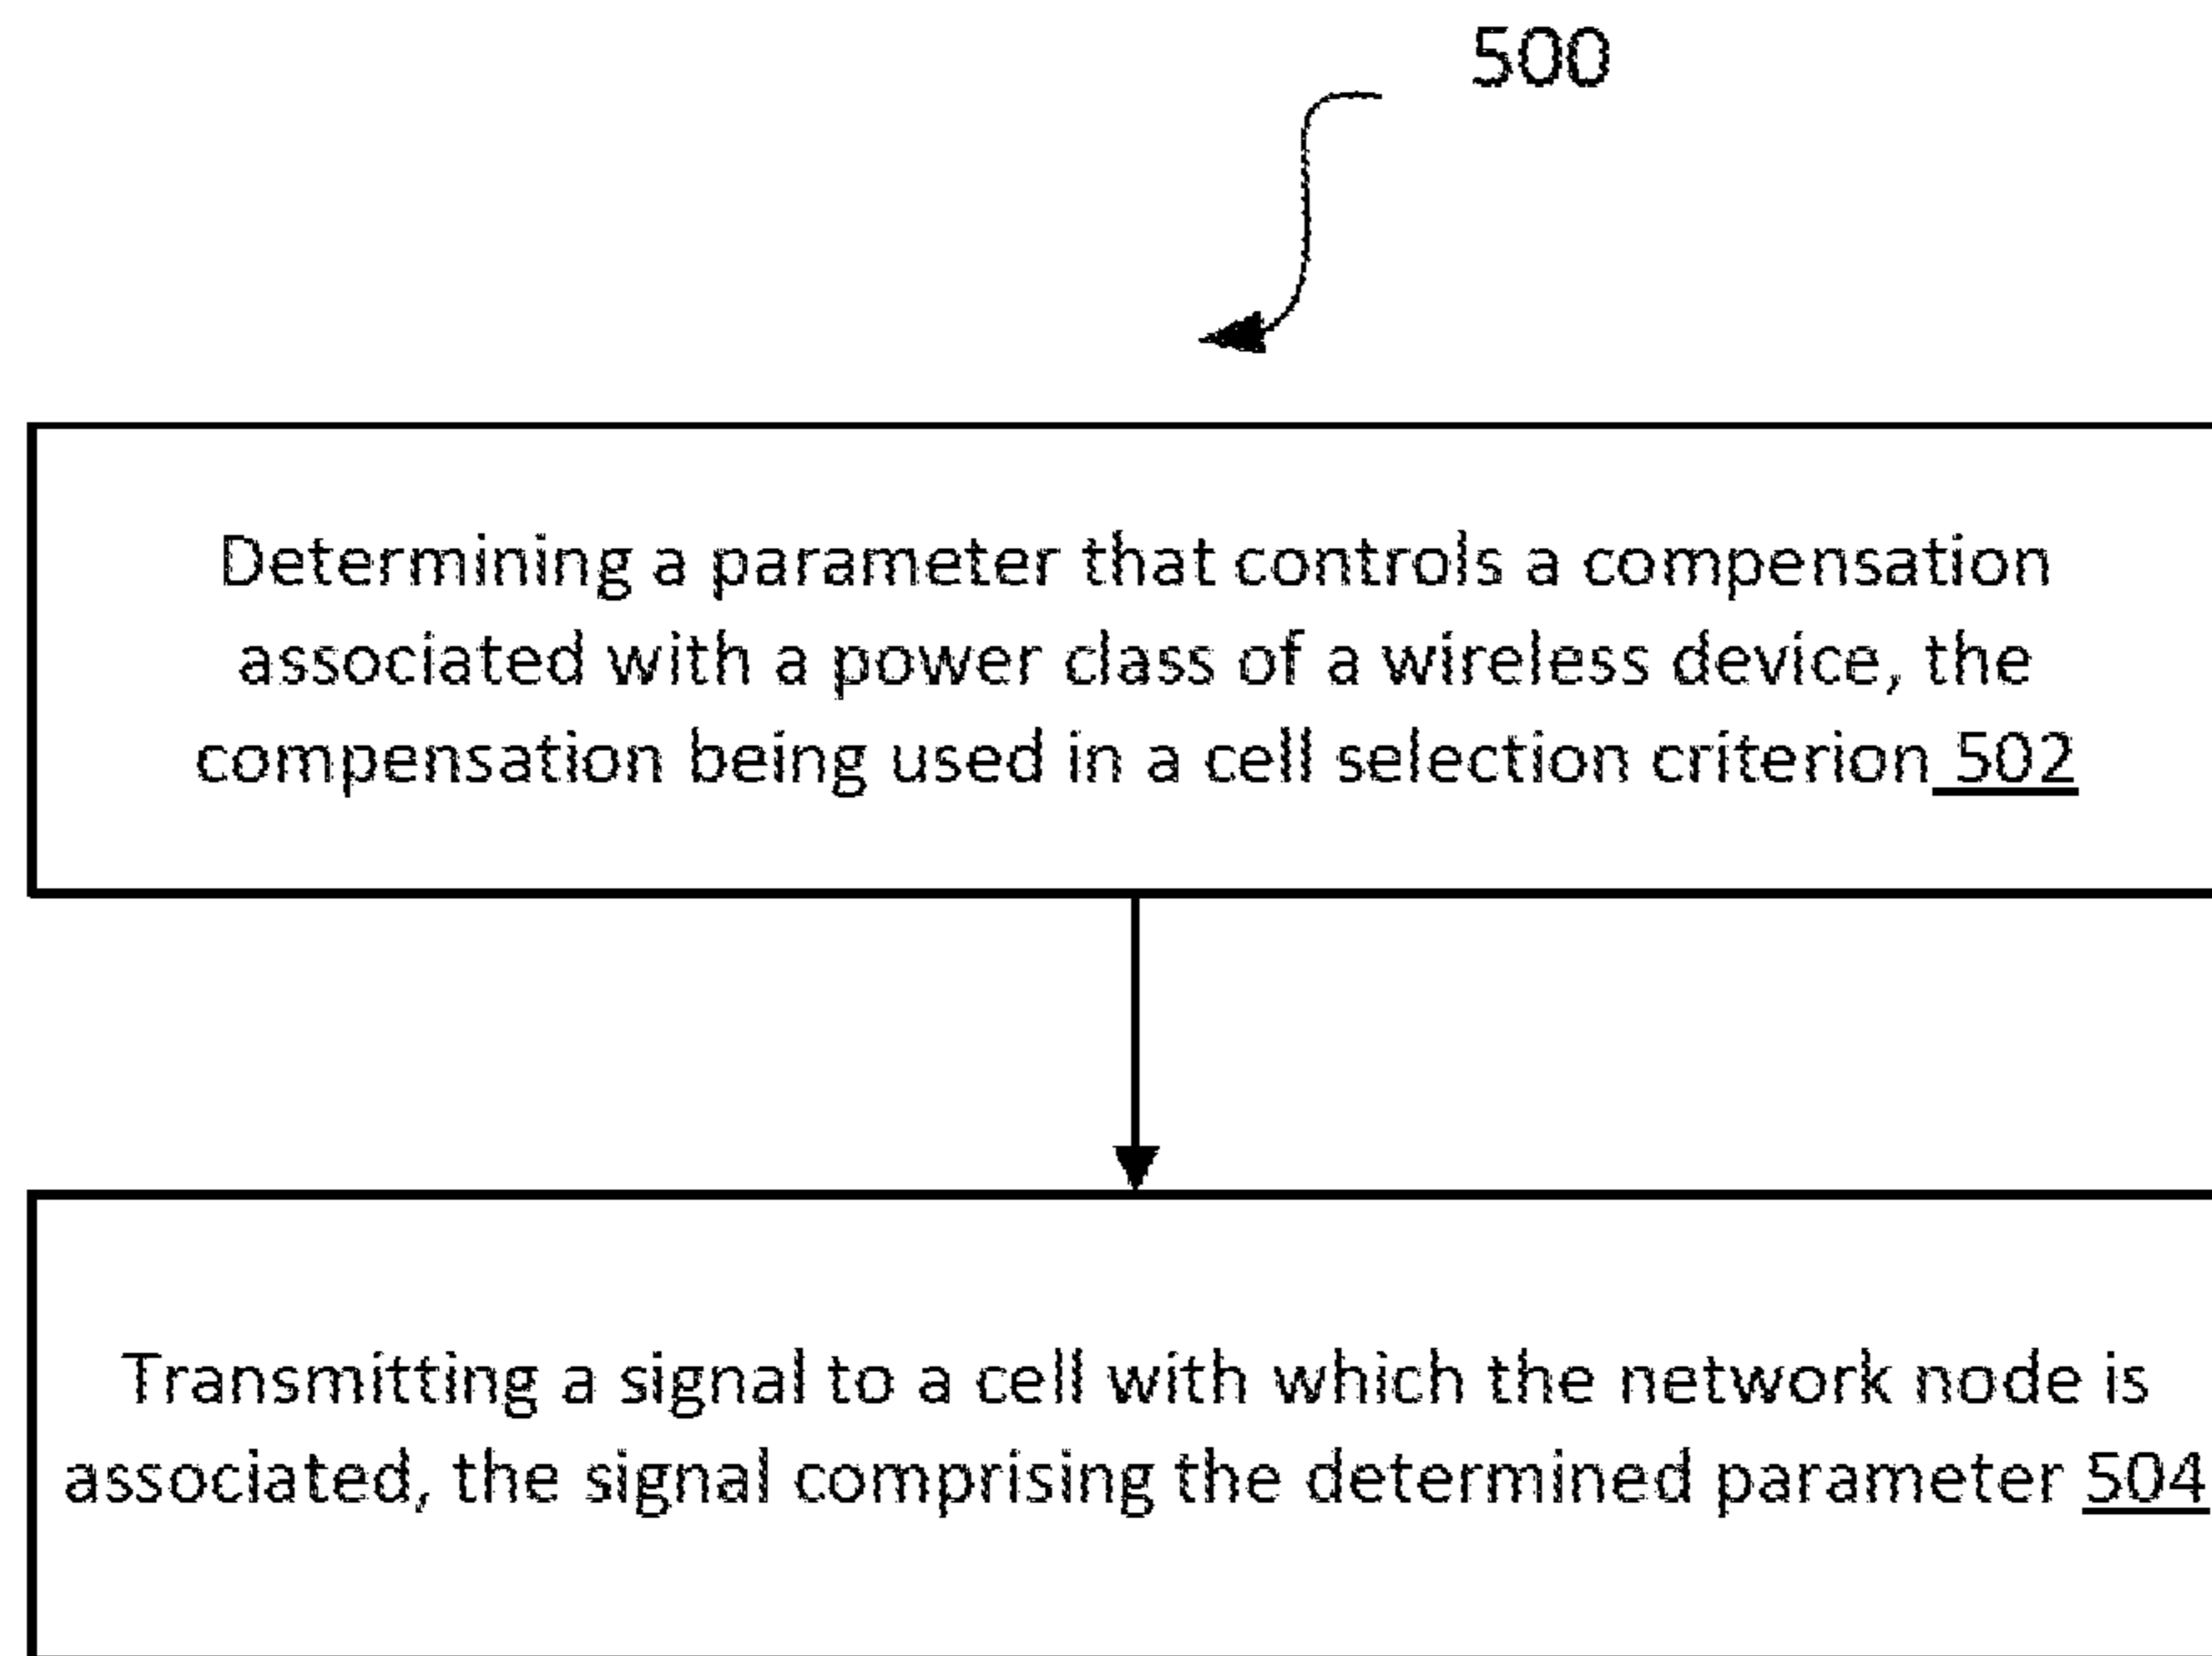 500
Determining a parameter that controls a compensation
associated with a power class of a wireless device, the
compensation being used in a cell selection criterion 502
Transmitting a signal to a cell with which the network node is
associated, the signal comprising the determined parameter 504